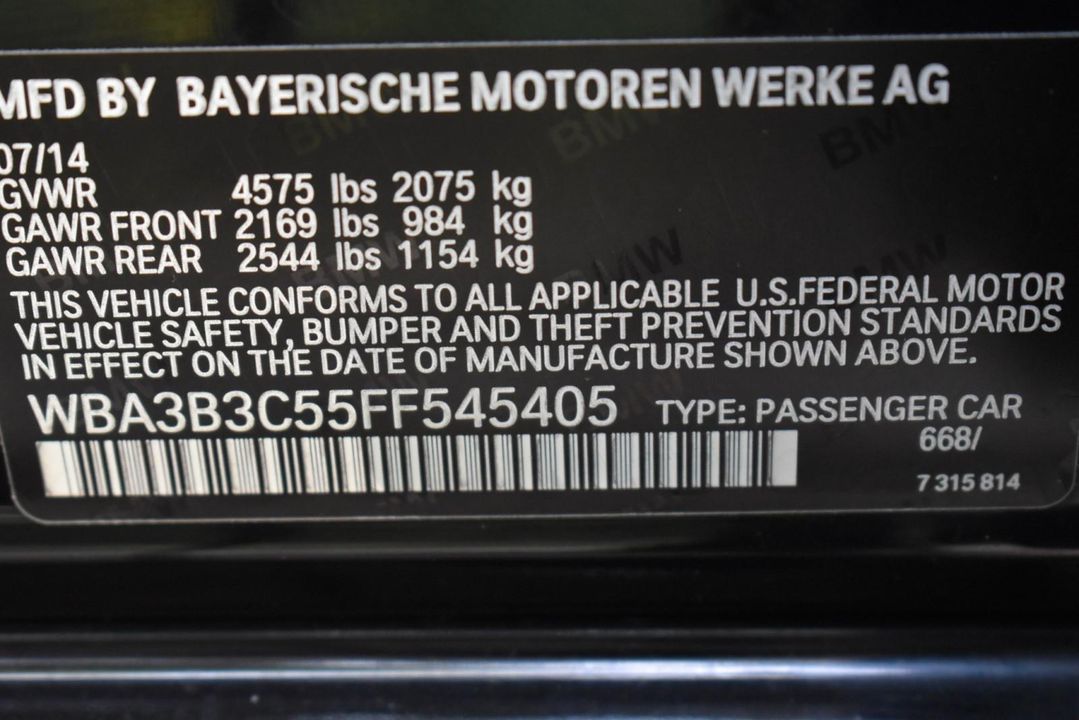 MFD BY BAYERISCHE MOTOREN WERKE AG
07/14
GVWR 4575 lbs 2075 kg
GAWR FRONT 2169 lbs 984 kg
GAWR REAR 2544 lbs 1154 kg
THIS VEHICLE CONFORMS TO ALL APPLICABLE U.S.FEDERAL MOTOR
VEHICLE SAFETY, BUMPER AND THEFT PREVENTION STANDARDS
IN EFFECT ON THE DATE OF MANUFACTURE SHOWN ABOVE.
WBA3B3C55FF545405 TYPE: PASSENGER CAR
668/
7 315 814